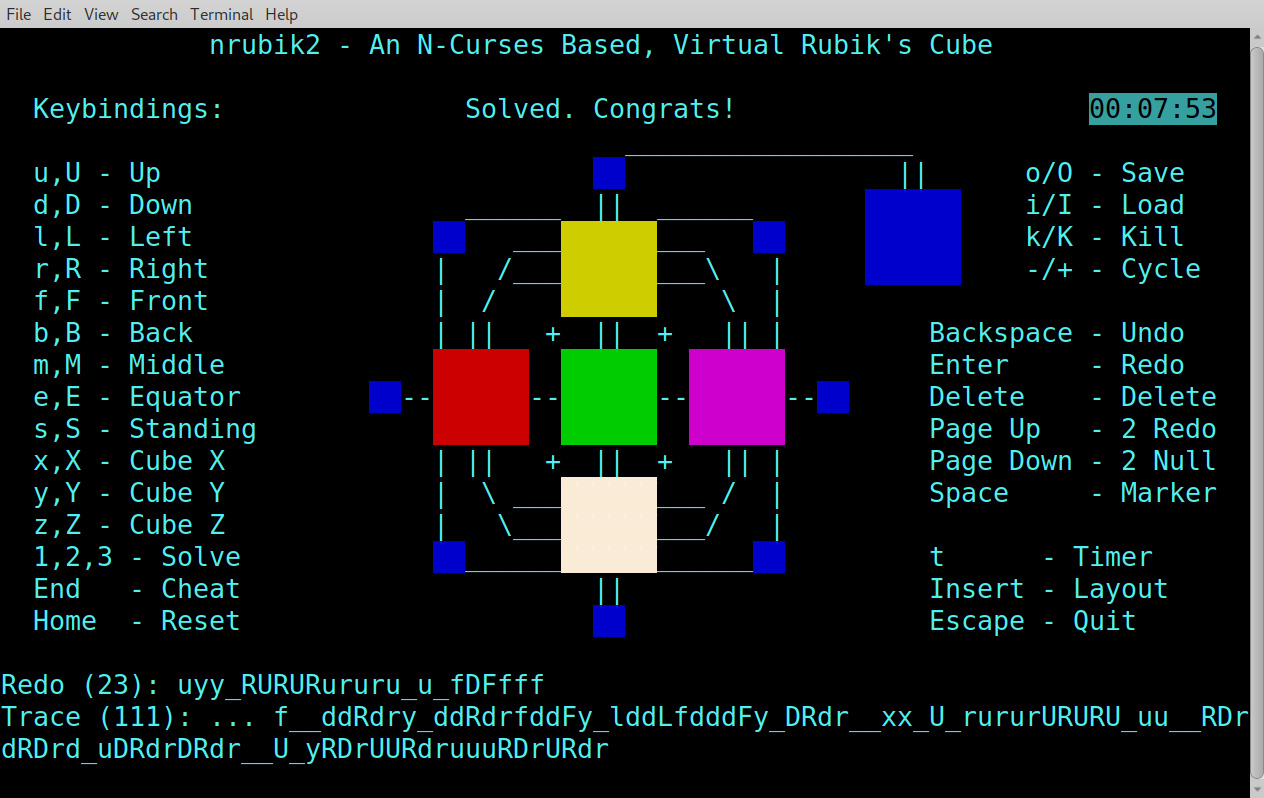 File Edit View Search Terminal Help
nrubik2 - An N-Curses Based, Virtual Rubik's Cube
Keybindings: Solved. Congrats! 00:07:53
u,U - Up o/O - Save
d,D - Down i/I - Load
l,L - Left k/K - Kill
r,R - Right -/+ - Cycle
f,F - Front
b,B - Back Backspace - Undo
m,M - Middle Enter - Redo
e,E - Equator Delete - Delete
s,S - Standing Page Up - 2 Redo
x,X - Cube X Page Down - 2 Null
y,Y - Cube Y Space - Marker
z,Z - Cube Z
1,2,3 - Solve t - Timer
End - Cheat Insert - Layout
Home - Reset Escape - Quit
Redo (23): uyy_RURURururu_u_fDFfff
Trace (111): ... f__ddRdry_ddRdrfddFy_lddLfdddFy_DRdr__xx_U_rururURURU_uu__RDr
dRDrd_uDRdrDRdr__U_yRDrUURdruuuRDrURdr